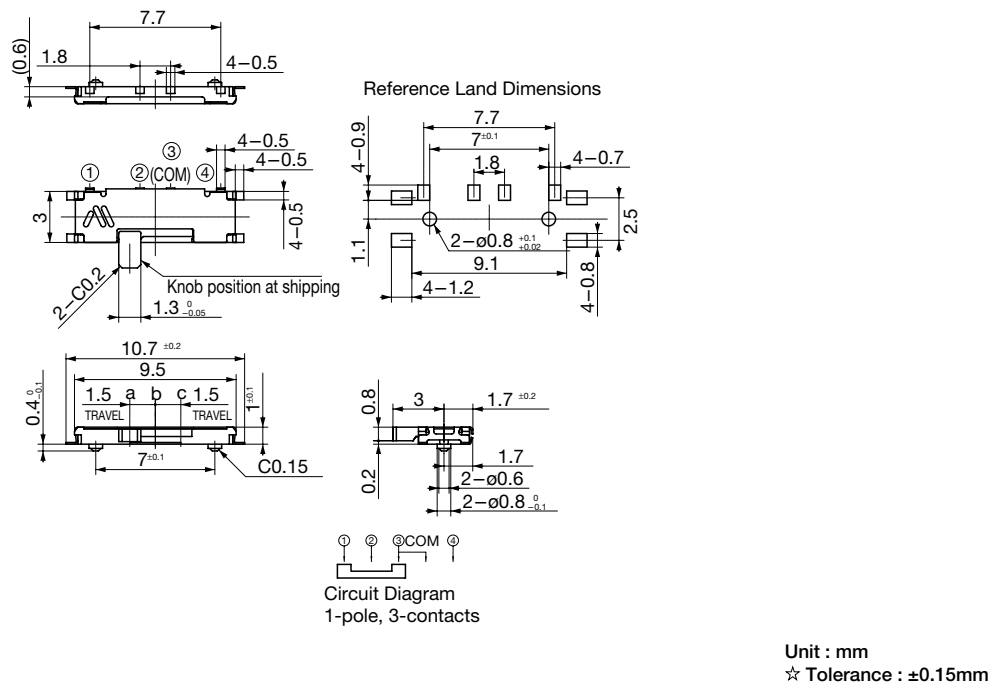 7.7
(0.6)
1.8
4−0.5
① ②(COM) ③ ④
4−0.5
4−0.5
4−0.5
3
2−C0.2
Knob position at shipping
1.3 0 −0.05
Reference Land Dimensions
7.7
7±0.1
1.8
4−0.9
4−0.7
2.5
1.1
2−ø0.8 +0.1 +0.02
9.1
4−1.2
4−0.8
10.7 ±0.2
9.5
1.5 a b c 1.5
TRAVEL TRAVEL
0.4 0 −0.1
1±0.1
7±0.1
C0.15
0.8
3
1.7 ±0.2
0.2
1.7
2−ø0.6
2−ø0.8 0 −0.1
① ② ③COM ④
Circuit Diagram
1-pole, 3-contacts
Unit : mm
☆ Tolerance : ±0.15mm